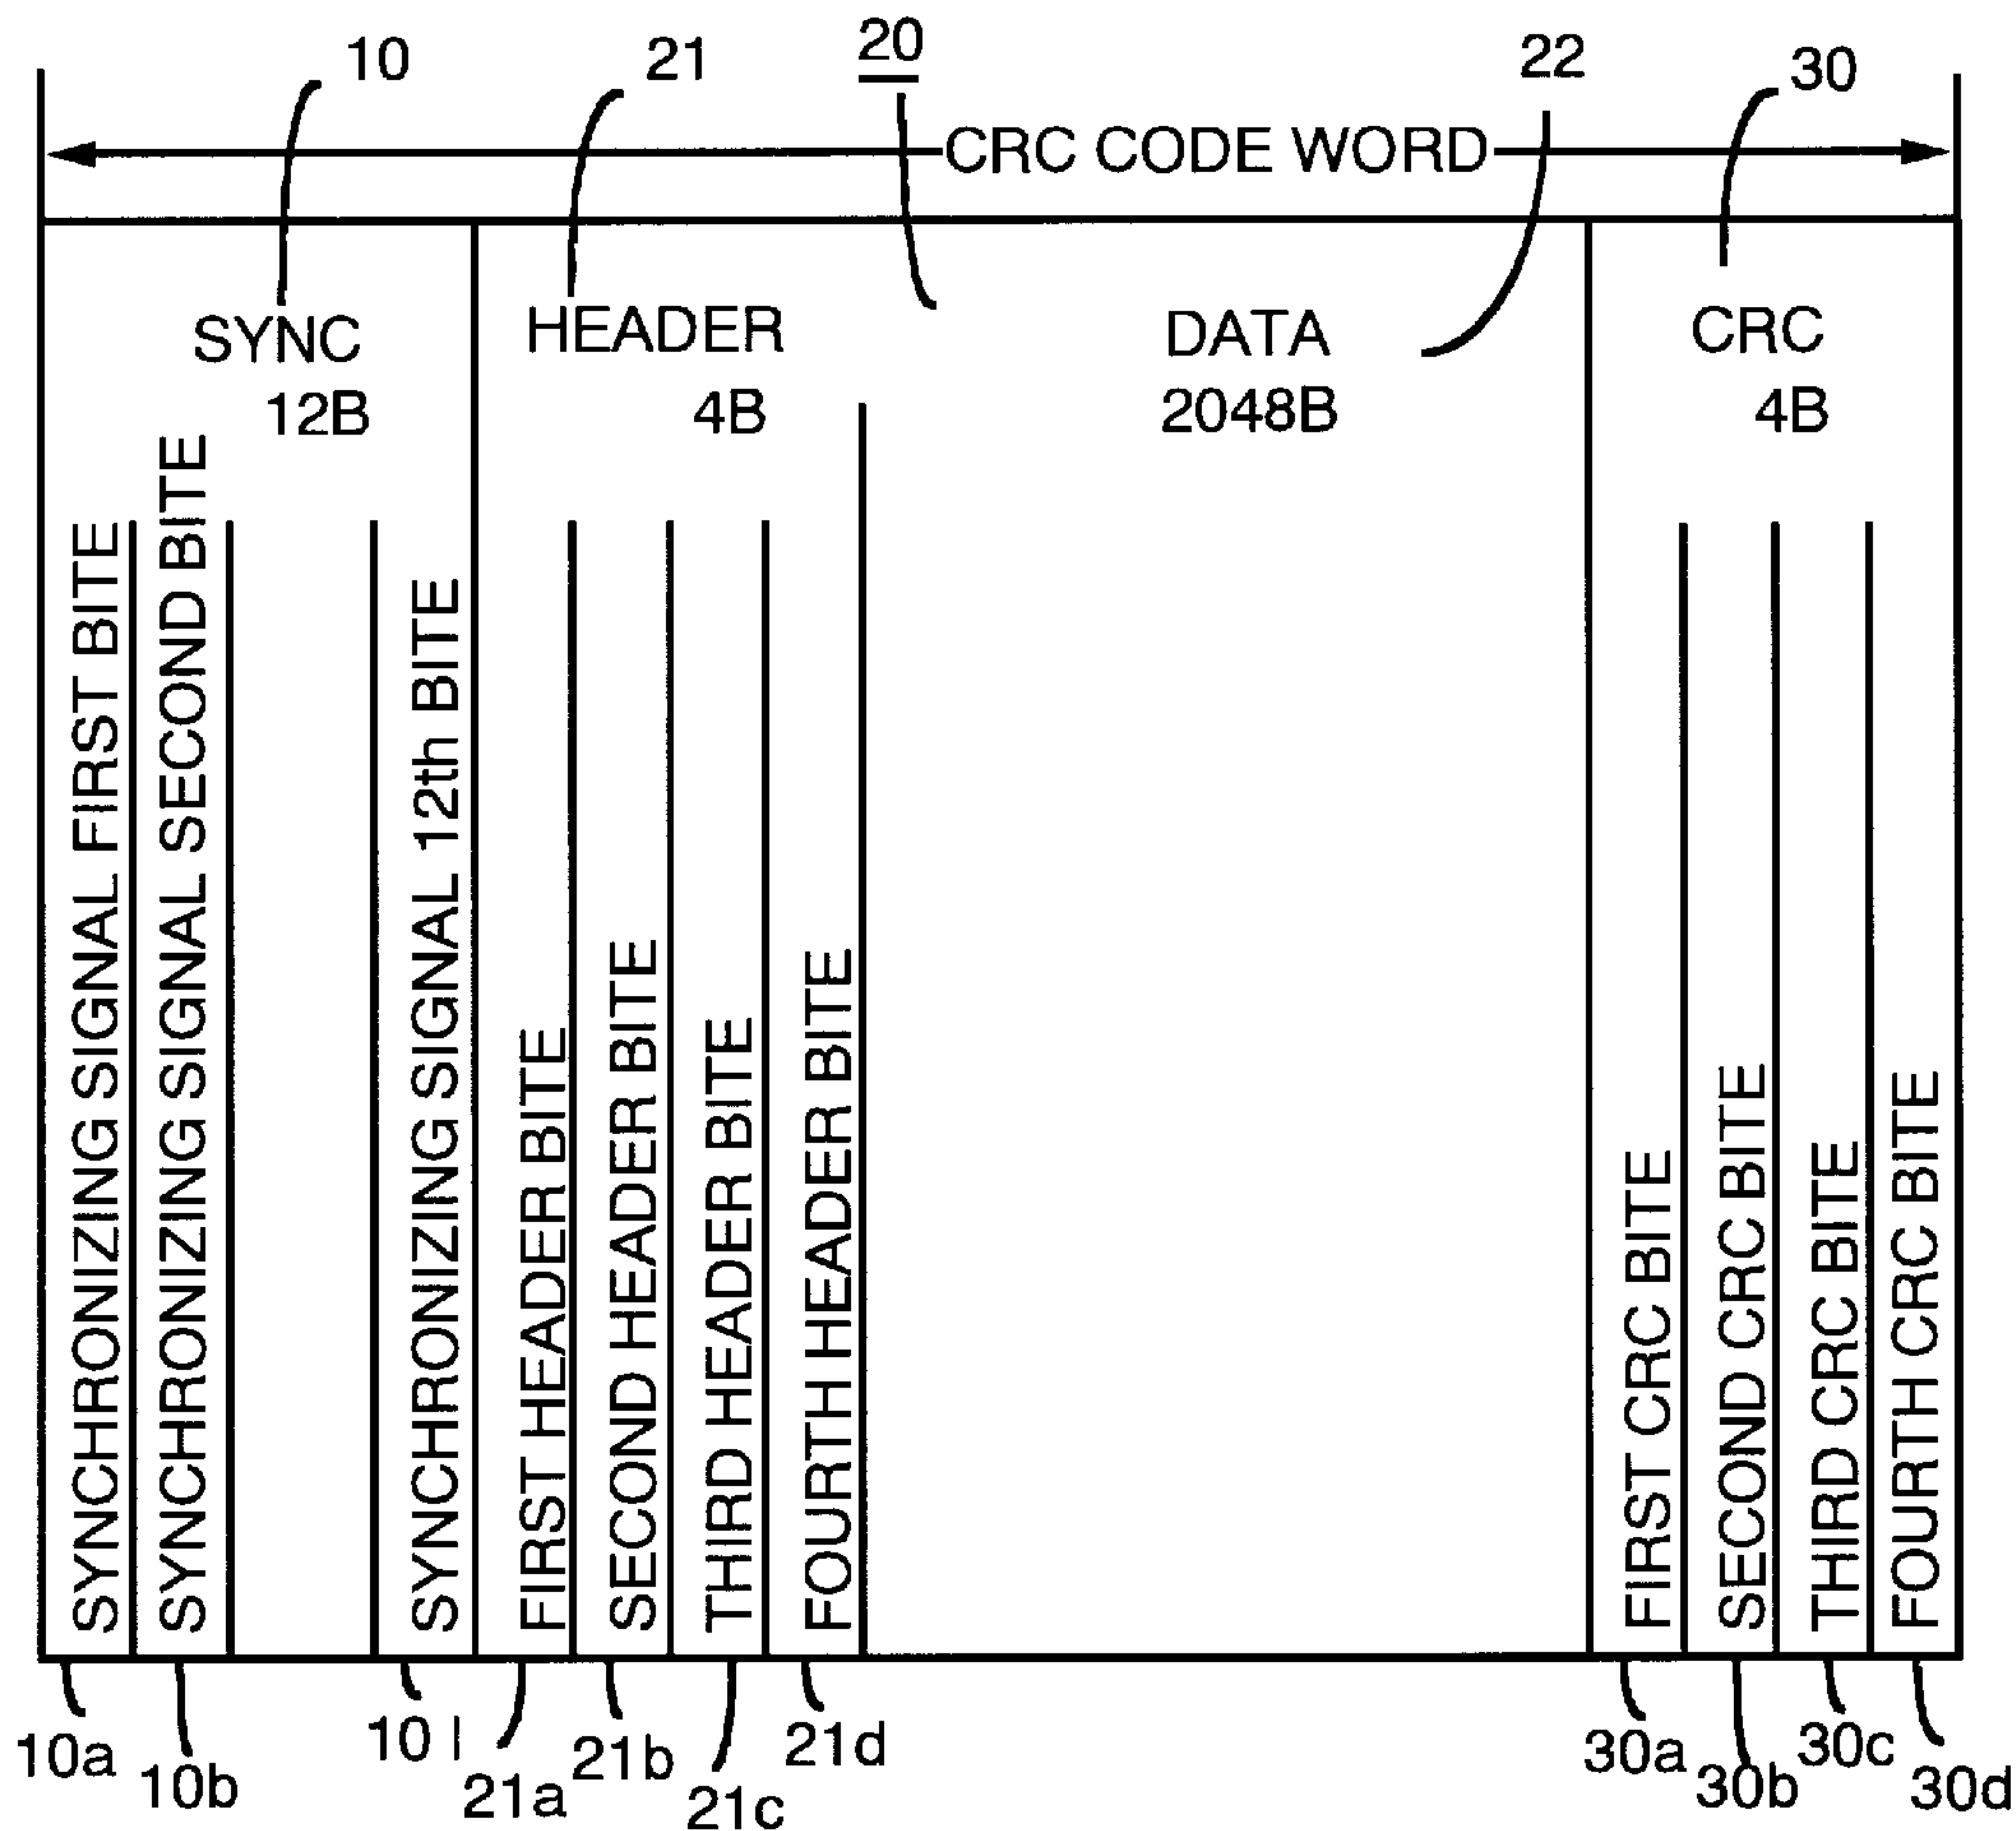 10
21
20
22
30
CRC CODE WORD
SYNC
12B
HEADER
4B
DATA
2048B
CRC
4B
SYNCHRONIZING SIGNAL FIRST BITE
SYNCHRONIZING SIGNAL SECOND BITE
SYNCHRONIZING SIGNAL 12th BITE
FIRST HEADER BITE
SECOND HEADER BITE
THIRD HEADER BITE
FOURTH HEADER BITE
FIRST CRC BITE
SECOND CRC BITE
THIRD CRC BITE
FOURTH CRC BITE
10a
10b
10 l
21a
21b
21c
21d
30a
30b
30c
30d